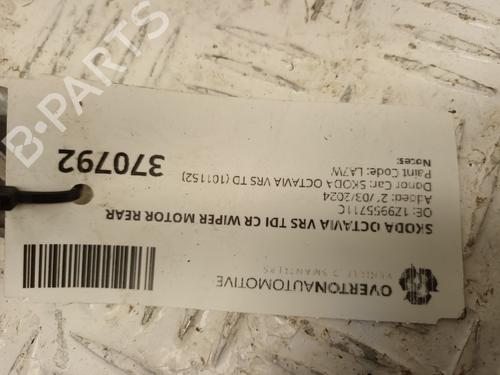 OVERTONAUTOMOTIVE
SKODA OCTAVIA VRS TDI CR WIPER MOTOR REAR
OE: 1Z9955711C
Added: 2 /03/2024
Donor Car: SKODA OCTAVIA VRS TD (101152)
Paint Code: LA7W
Notes:
370792
B-PARTS